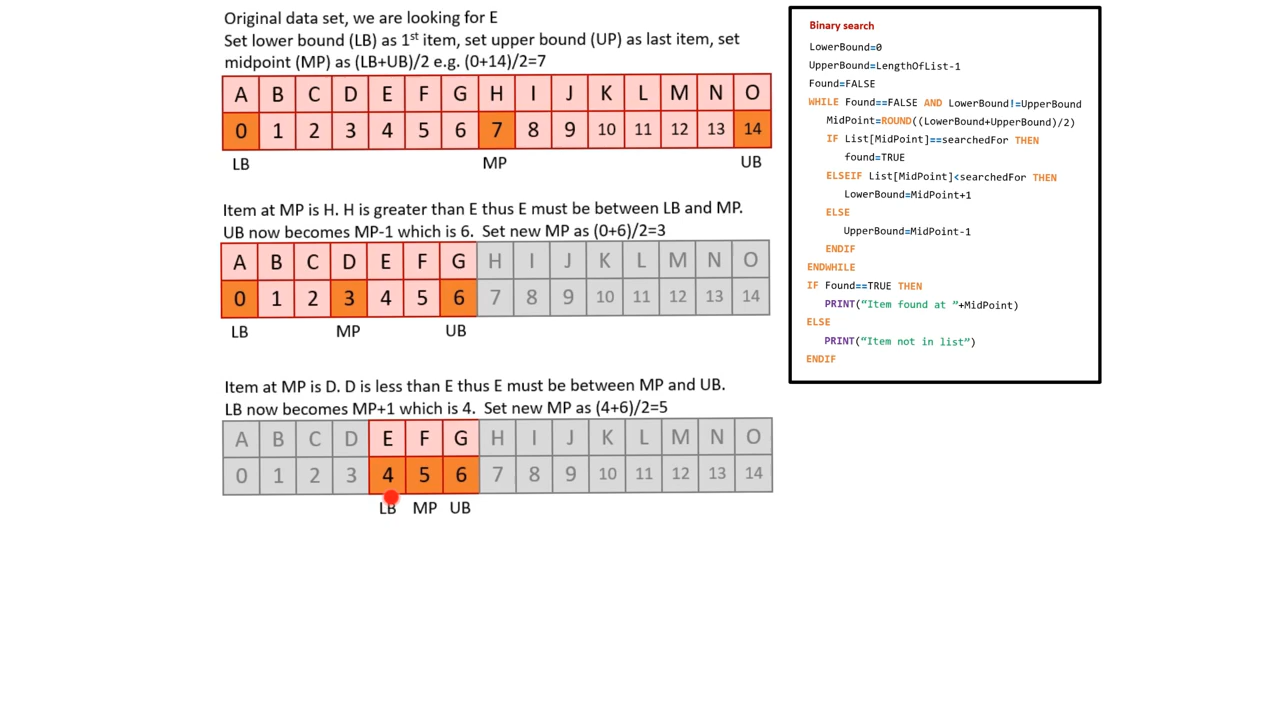 Original data set, we are looking for E
Set lower bound (LB) as 1st item, set upper bound (UP) as last item, set
midpoint (MP) as (LB+UB)/2 e.g. (0+14)/2=7
A B C D E F G H I J K L M N O
0 1 2 3 4 5 6 7 8 9 10 11 12 13 14
LB MP UB
Item at MP is H. H is greater than E thus E must be between LB and MP.
UB now becomes MP-1 which is 6. Set new MP as (0+6)/2=3
A B C D E F G H I J K L M N O
0 1 2 3 4 5 6 7 8 9 10 11 12 13 14
LB MP UB
Item at MP is D. D is less than E thus E must be between MP and UB.
LB now becomes MP+1 which is 4. Set new MP as (4+6)/2=5
A B C D E F G H I J K L M N O
0 1 2 3 4 5 6 7 8 9 10 11 12 13 14
LB MP UB
Binary search
LowerBound=0
UpperBound=LengthOfList-1
Found=FALSE
WHILE Found==FALSE AND LowerBound!=UpperBound
MidPoint=ROUND((LowerBound+UpperBound)/2)
IF List[MidPoint]==searchedFor THEN
found=TRUE
ELSEIF List[MidPoint]<searchedFor THEN
LowerBound=MidPoint+1
ELSE
UpperBound=MidPoint-1
ENDIF
ENDWHILE
IF Found==TRUE THEN
PRINT(“Item found at ”+MidPoint)
ELSE
PRINT(“Item not in list”)
ENDIF